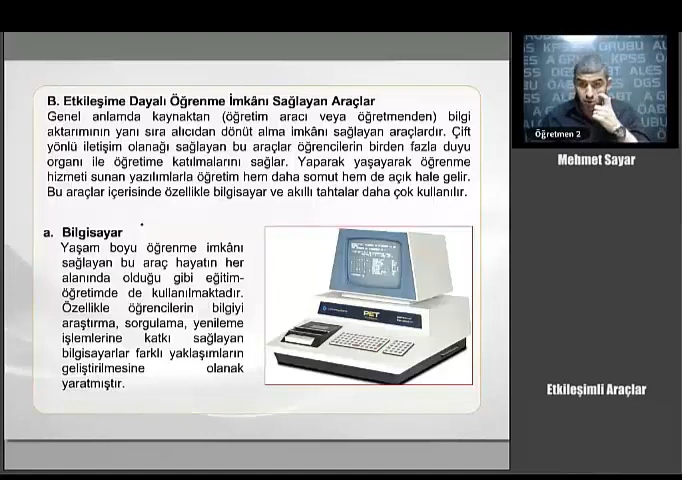 B. Etkileşime Dayalı Öğrenme İmkânı Sağlayan Araçlar
Genel anlamda kaynaktan (öğretim aracı veya öğretmenden) bilgi
aktarımının yanı sıra alıcıdan dönüt alma imkânı sağlayan araçlardır. Çift
yönlü iletişim olanağı sağlayan bu araçlar öğrencilerin birden fazla duyu
organı ile öğretime katılmalarını sağlar. Yaparak yaşayarak öğrenme
hizmeti sunan yazılımlarla öğretim hem daha somut hem de açık hale gelir.
Bu araçlar içerisinde özellikle bilgisayar ve akıllı tahtalar daha çok kullanılır.
a. Bilgisayar
Yaşam boyu öğrenme imkânı
sağlayan bu araç hayatın her
alanında olduğu gibi eğitim-
öğretimde de kullanılmaktadır.
Özellikle öğrencilerin bilgiyi
araştırma, sorgulama, yenileme
işlemlerine katkı sağlayan
bilgisayarlar farklı yaklaşımların
geliştirilmesine olanak
yaratmıştır.
PET
KPSS
GRUBU
ALES
DGS
Öğretmen 2
Mehmet Sayar
Etkileşimli Araçlar